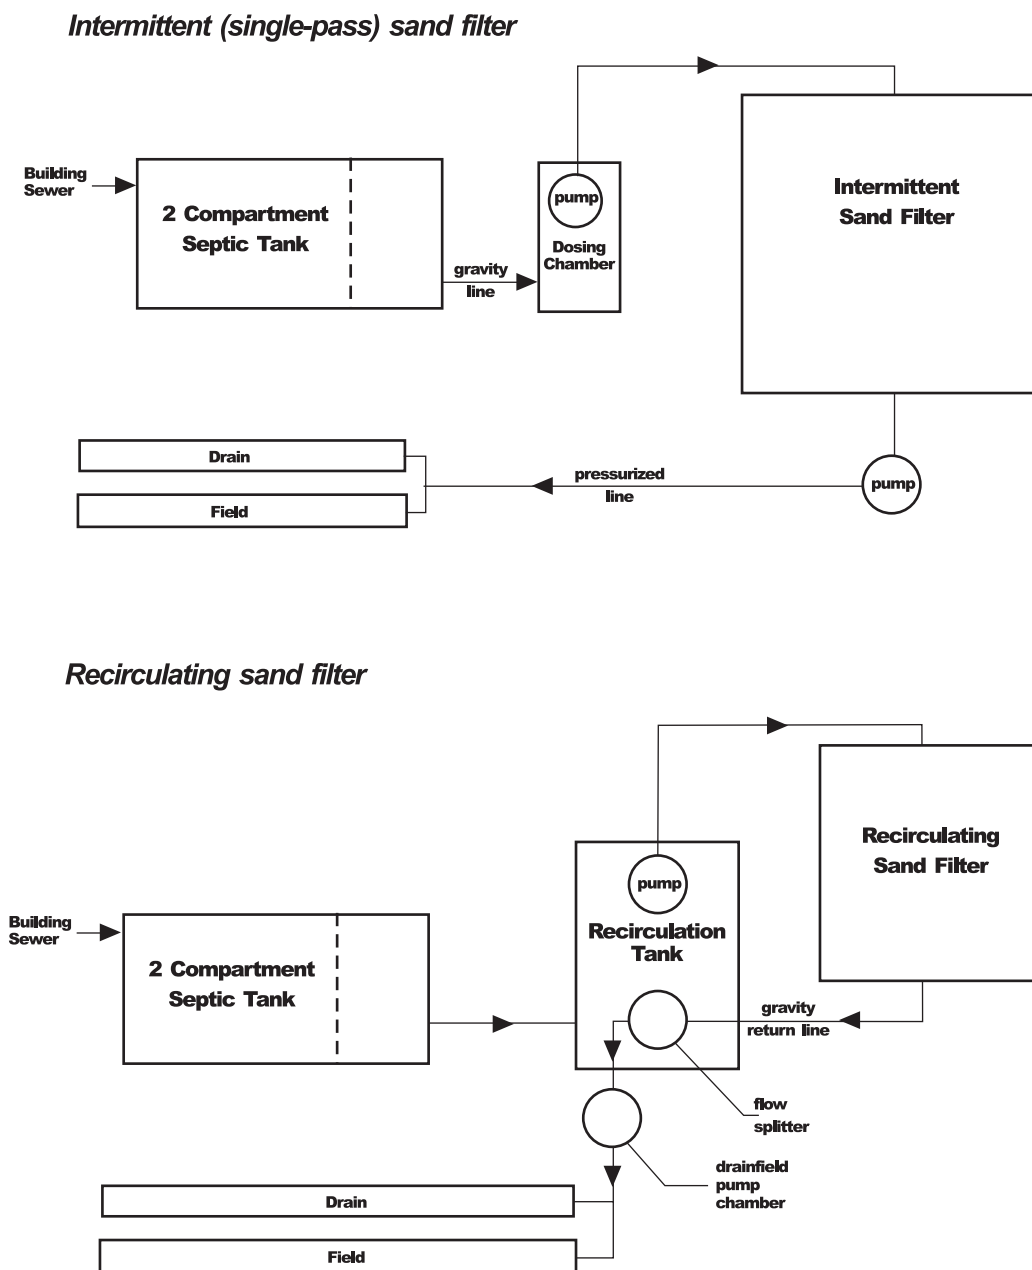 Intermittent (single-pass) sand filter
Building
Sewer
2 Compartment
Septic Tank
gravity
line
pump
Dosing
Chamber
Intermittent
Sand Filter
Drain
Field
pressurized
line
pump
Recirculating sand filter
Building
Sewer
2 Compartment
Septic Tank
pump
Recirculation
Tank
Recirculating
Sand Filter
gravity
return line
flow
splitter
drainfield
pump
chamber
Drain
Field